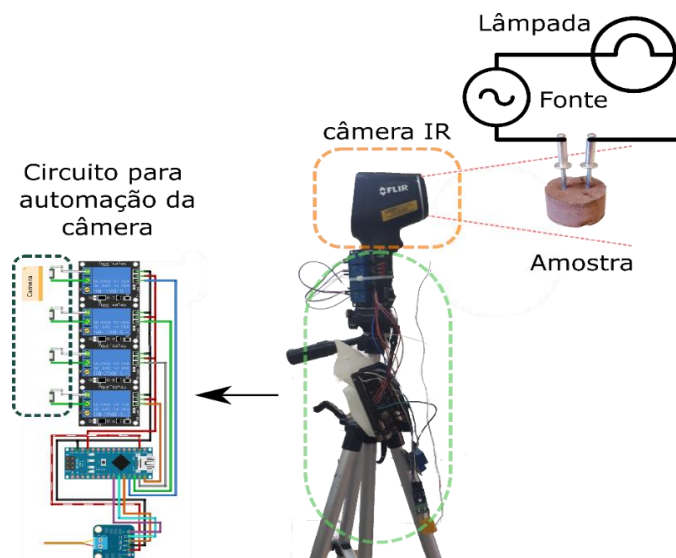 Lâmpada
Fonte
câmera IR
FLIR
Circuito para
automação da
câmera
Camera
Amostra